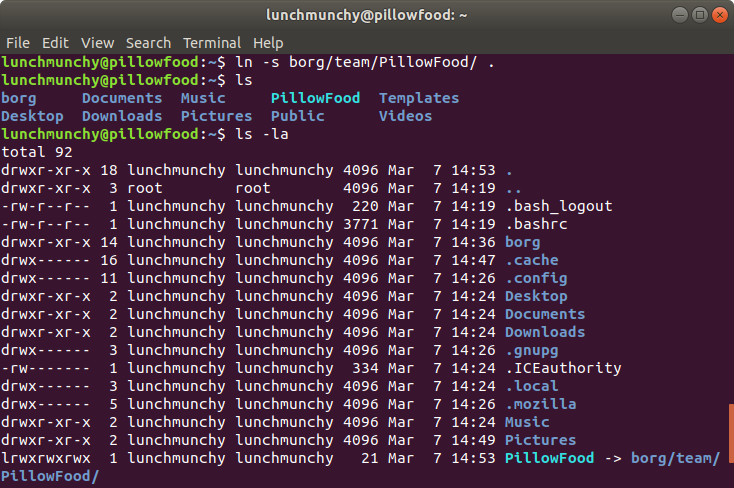 lunchmunchy@pillowfood: ~
File Edit View Search Terminal Help
lunchmunchy@pillowfood:~$ ln -s borg/team/PillowFood/ .
lunchmunchy@pillowfood:~$ ls
borg     Documents  Music     PillowFood  Templates
Desktop  Downloads  Pictures  Public      Videos
lunchmunchy@pillowfood:~$ ls -la
total 92
drwxr-xr-x 18 lunchmunchy lunchmunchy 4096 Mar  7 14:53 .
drwxr-xr-x  3 root        root        4096 Mar  7 14:19 ..
-rw-r--r--  1 lunchmunchy lunchmunchy  220 Mar  7 14:19 .bash_logout
-rw-r--r--  1 lunchmunchy lunchmunchy 3771 Mar  7 14:19 .bashrc
drwxr-xr-x 14 lunchmunchy lunchmunchy 4096 Mar  7 14:36 borg
drwx------ 16 lunchmunchy lunchmunchy 4096 Mar  7 14:47 .cache
drwx------ 11 lunchmunchy lunchmunchy 4096 Mar  7 14:26 .config
drwxr-xr-x  2 lunchmunchy lunchmunchy 4096 Mar  7 14:24 Desktop
drwxr-xr-x  2 lunchmunchy lunchmunchy 4096 Mar  7 14:24 Documents
drwxr-xr-x  2 lunchmunchy lunchmunchy 4096 Mar  7 14:24 Downloads
drwx------  3 lunchmunchy lunchmunchy 4096 Mar  7 14:26 .gnupg
-rw-------  1 lunchmunchy lunchmunchy  334 Mar  7 14:24 .ICEauthority
drwx------  3 lunchmunchy lunchmunchy 4096 Mar  7 14:24 .local
drwx------  5 lunchmunchy lunchmunchy 4096 Mar  7 14:26 .mozilla
drwxr-xr-x  2 lunchmunchy lunchmunchy 4096 Mar  7 14:24 Music
drwxr-xr-x  2 lunchmunchy lunchmunchy 4096 Mar  7 14:49 Pictures
lrwxrwxrwx  1 lunchmunchy lunchmunchy   21 Mar  7 14:53 PillowFood -> borg/team/
PillowFood/